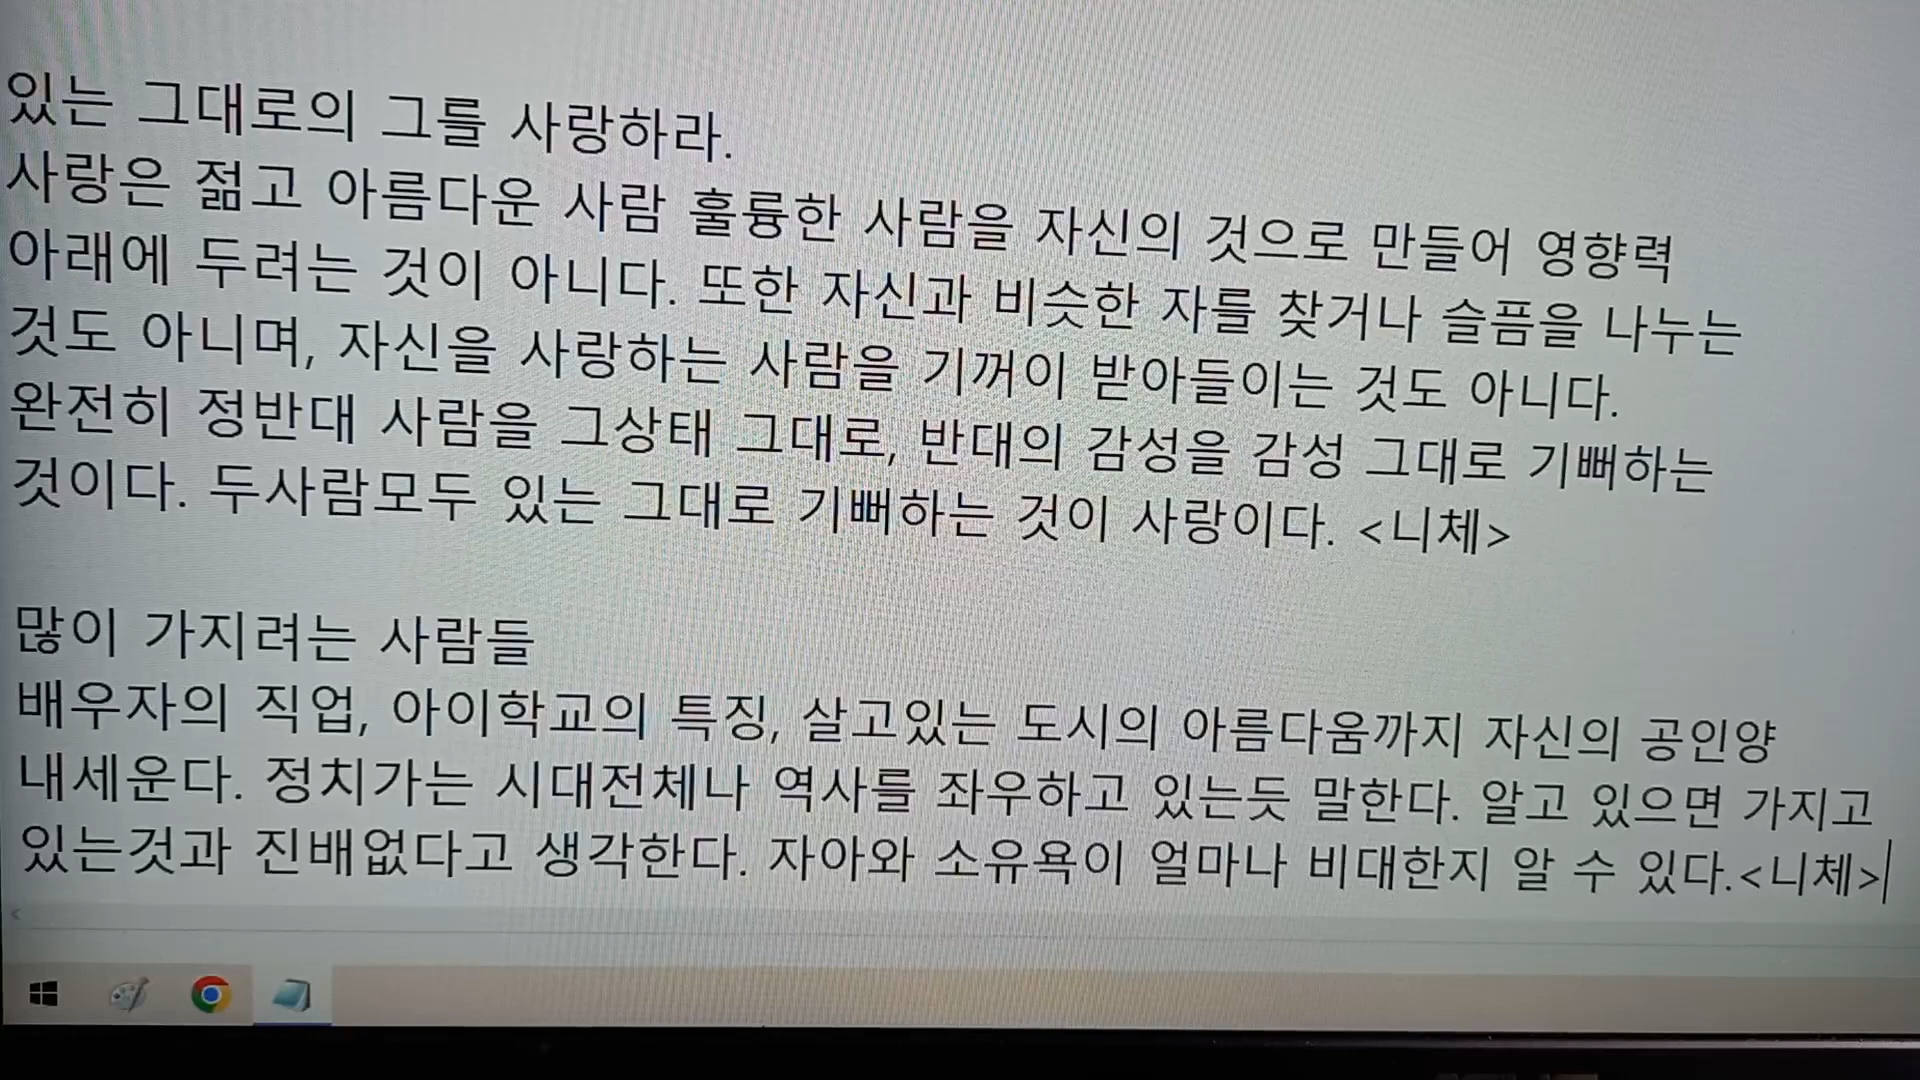 있는 그대로의 그를 사랑하라.
사랑은 젊고 아름다운 사람 훌륭한 사람을 자신의 것으로 만들어 영향력
아래에 두려는 것이 아니다. 또한 자신과 비슷한 자를 찾거나 슬픔을 나누는
것도 아니며, 자신을 사랑하는 사람을 기꺼이 받아들이는 것도 아니다.
완전히 정반대 사람을 그상태 그대로, 반대의 감성을 감성 그대로 기뻐하는
것이다. 두사람모두 있는 그대로 기뻐하는 것이 사랑이다. <니체>
많이 가지려는 사람들
배우자의 직업, 아이학교의 특징, 살고있는 도시의 아름다움까지 자신의 공인양
내세운다. 정치가는 시대전체나 역사를 좌우하고 있는듯 말한다. 알고 있으면 가지고
있는것과 진배없다고 생각한다. 자아와 소유욕이 얼마나 비대한지 알 수 있다.<니체>